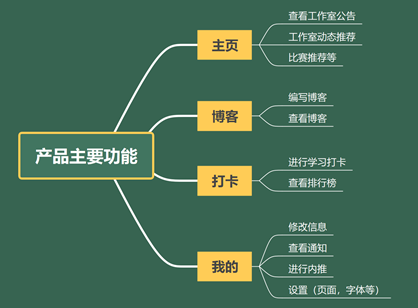 产品主要功能
主页
查看工作室公告
工作室动态推荐
比赛推荐等
博客
编写博客
查看博客
打卡
进行学习打卡
查看排行榜
我的
修改信息
查看通知
进行内推
设置（页面，字体等）